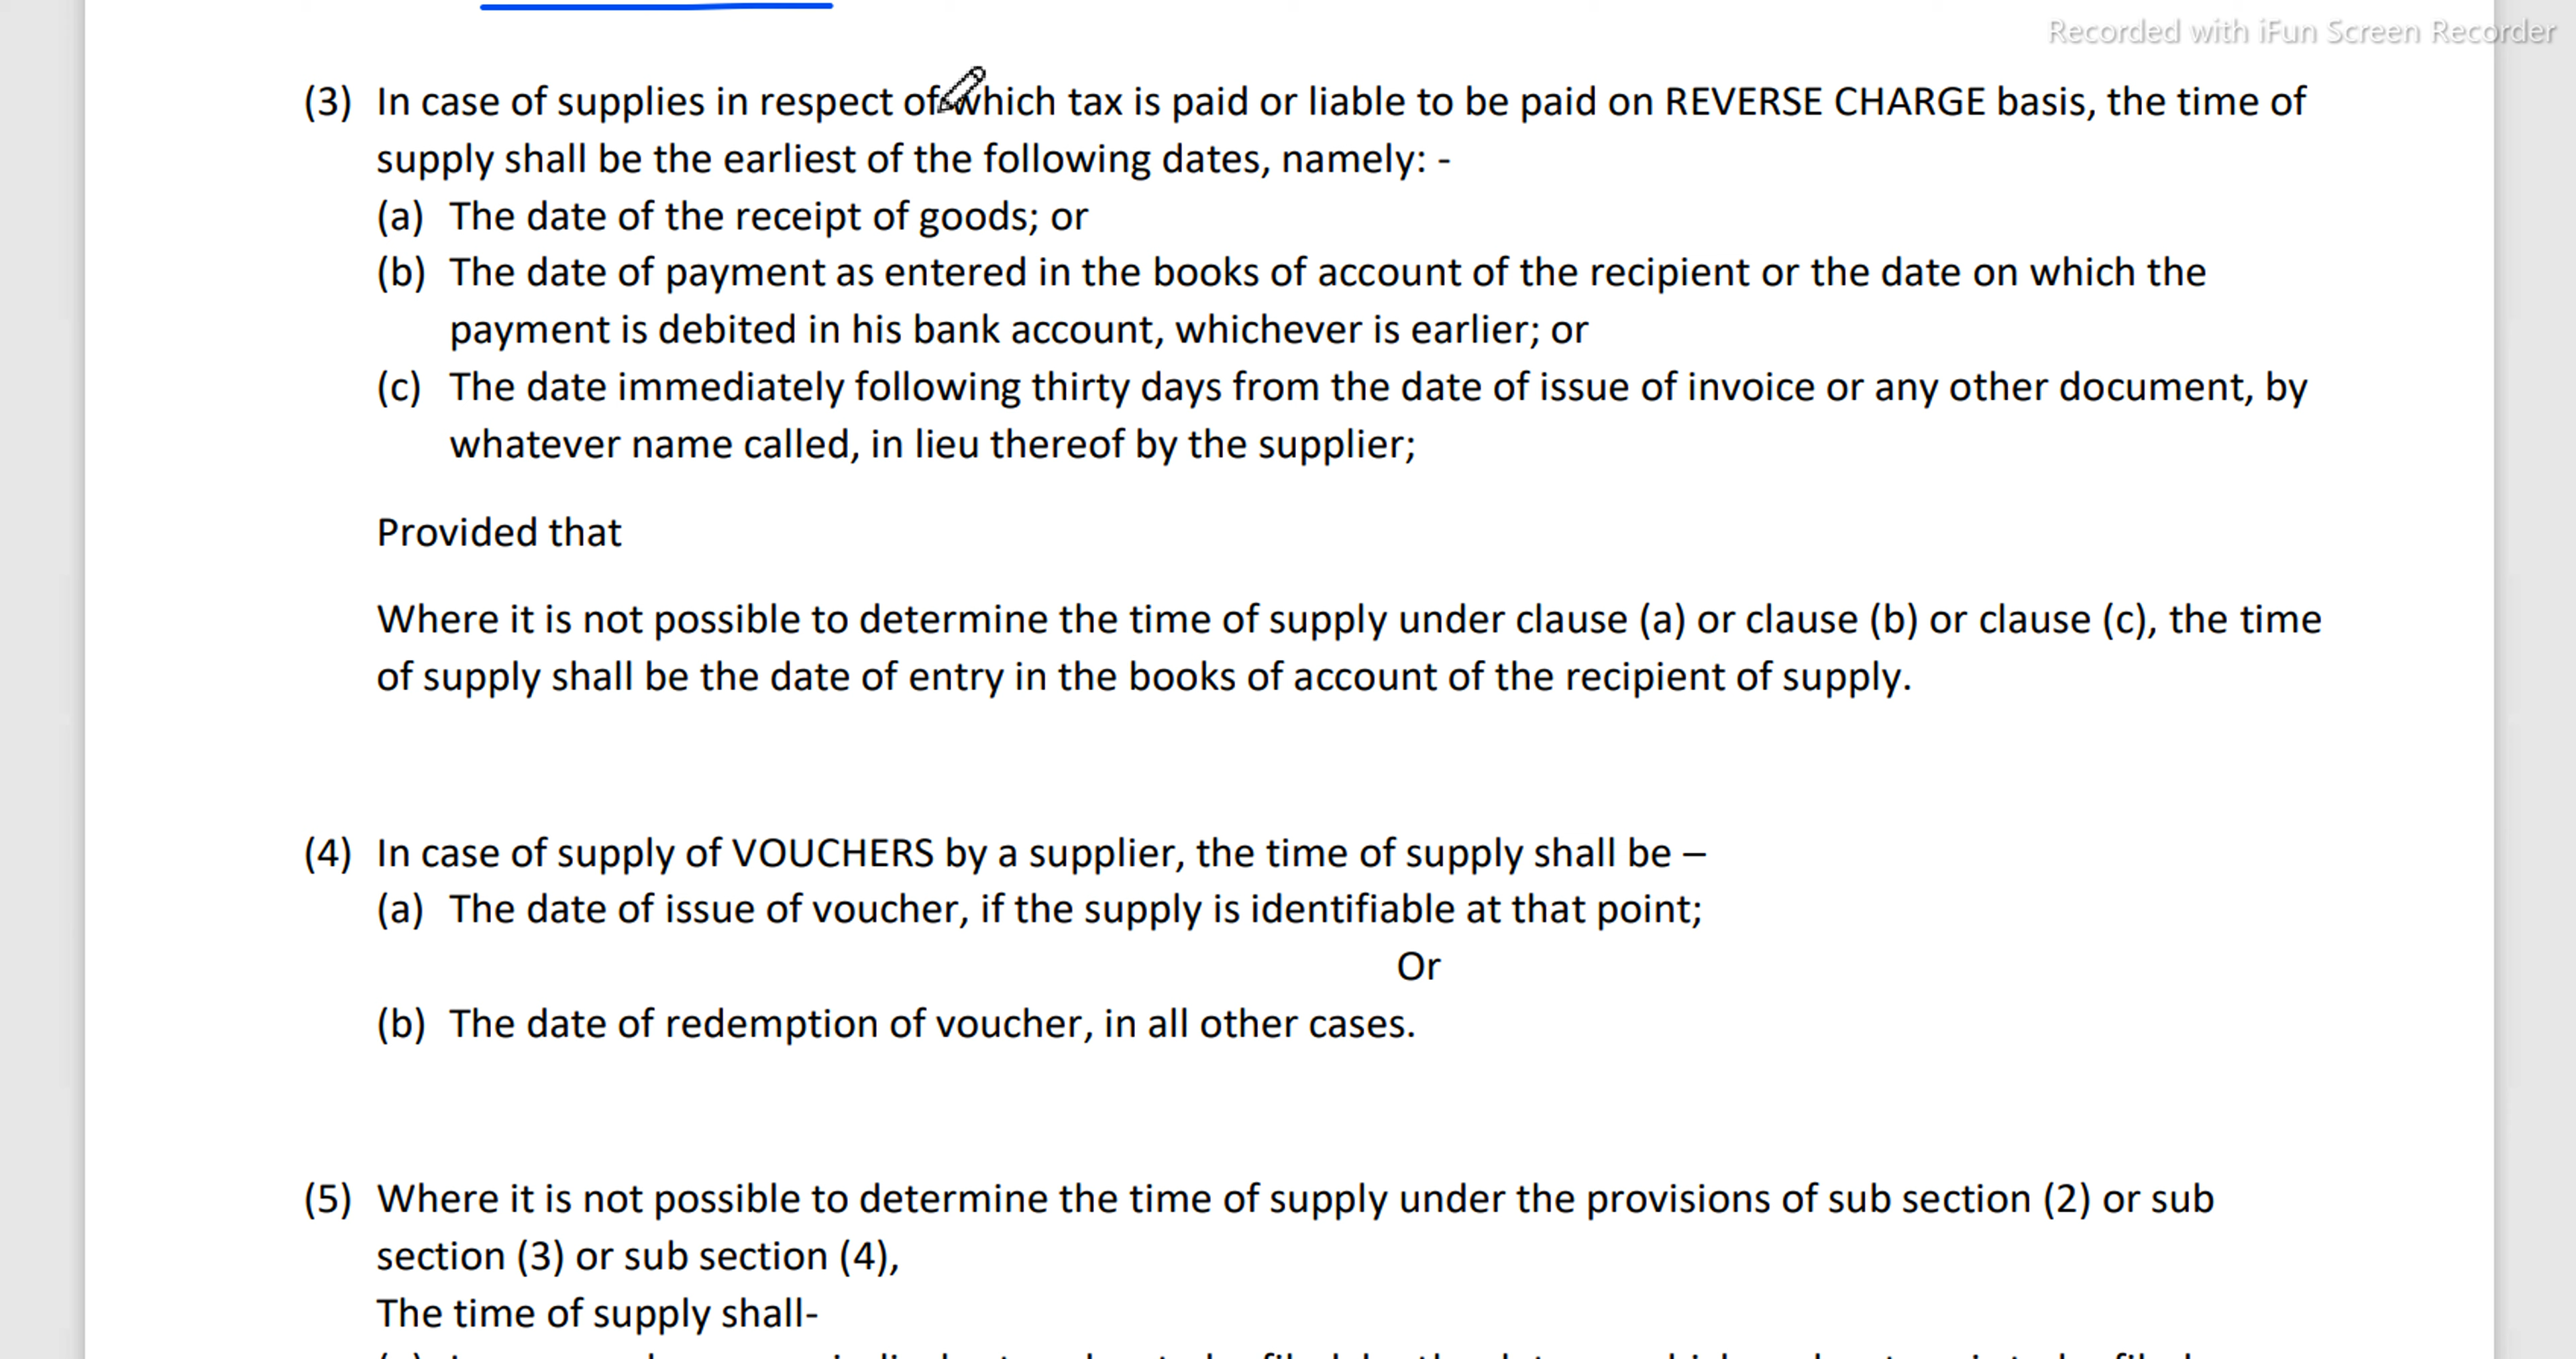 Recorded with iFun Screen Recorder
(3) In case of supplies in respect of which tax is paid or liable to be paid on REVERSE CHARGE basis, the time of
supply shall be the earliest of the following dates, namely: -
(a) The date of the receipt of goods; or
(b) The date of payment as entered in the books of account of the recipient or the date on which the
payment is debited in his bank account, whichever is earlier; or
(c) The date immediately following thirty days from the date of issue of invoice or any other document, by
whatever name called, in lieu thereof by the supplier;
Provided that
Where it is not possible to determine the time of supply under clause (a) or clause (b) or clause (c), the time
of supply shall be the date of entry in the books of account of the recipient of supply.
(4) In case of supply of VOUCHERS by a supplier, the time of supply shall be –
(a) The date of issue of voucher, if the supply is identifiable at that point;
Or
(b) The date of redemption of voucher, in all other cases.
(5) Where it is not possible to determine the time of supply under the provisions of sub section (2) or sub
section (3) or sub section (4),
The time of supply shall-